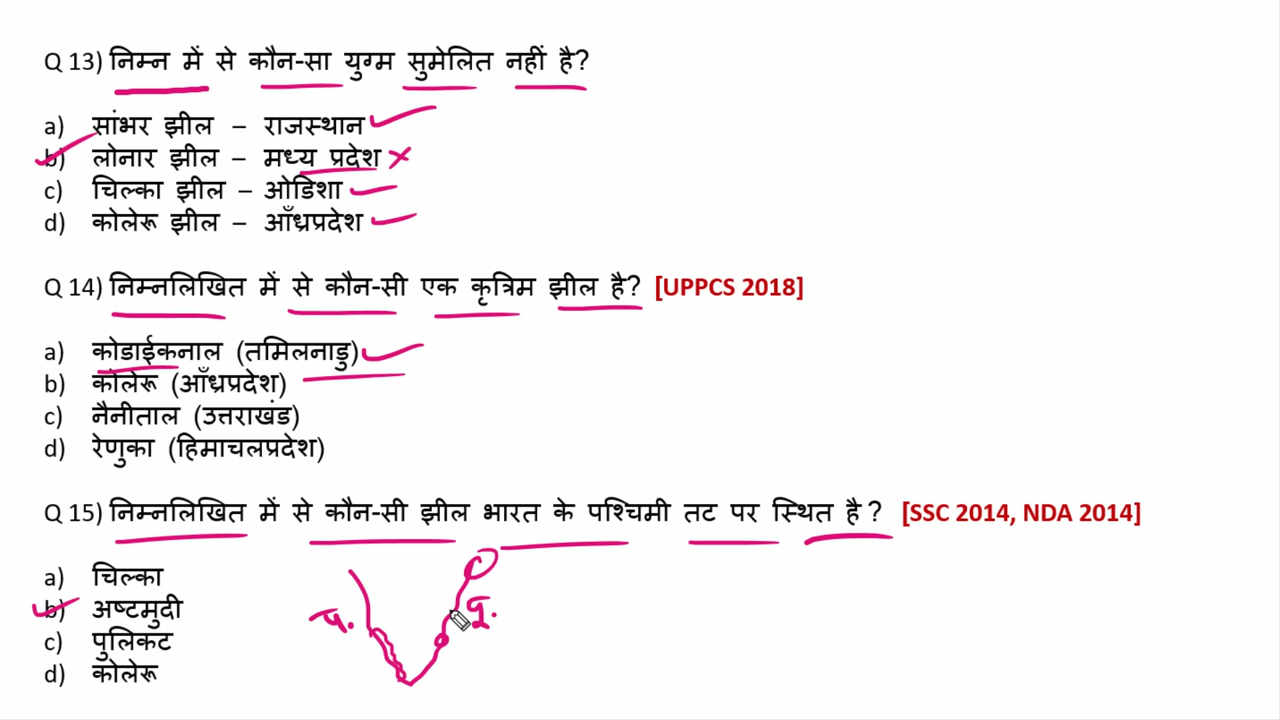 Q 13) निम्न में से कौन-सा युग्म सुमेलित नहीं है?
a) सांभर झील – राजस्थान
b) लोनार झील – मध्य प्रदेश
c) चिल्का झील – ओडिशा
d) कोलेरू झील – आँध्रप्रदेश
Q 14) निम्नलिखित में से कौन-सी एक कृत्रिम झील है? [UPPCS 2018]
a) कोडाईकनाल (तमिलनाडु)
b) कोलेरू (आँध्रप्रदेश)
c) नैनीताल (उत्तराखंड)
d) रेणुका (हिमाचलप्रदेश)
Q 15) निम्नलिखित में से कौन-सी झील भारत के पश्चिमी तट पर स्थित है ? [SSC 2014, NDA 2014]
a) चिल्का
b) अष्टमुदी
c) पुलिकट
d) कोलेरू
प. पू.